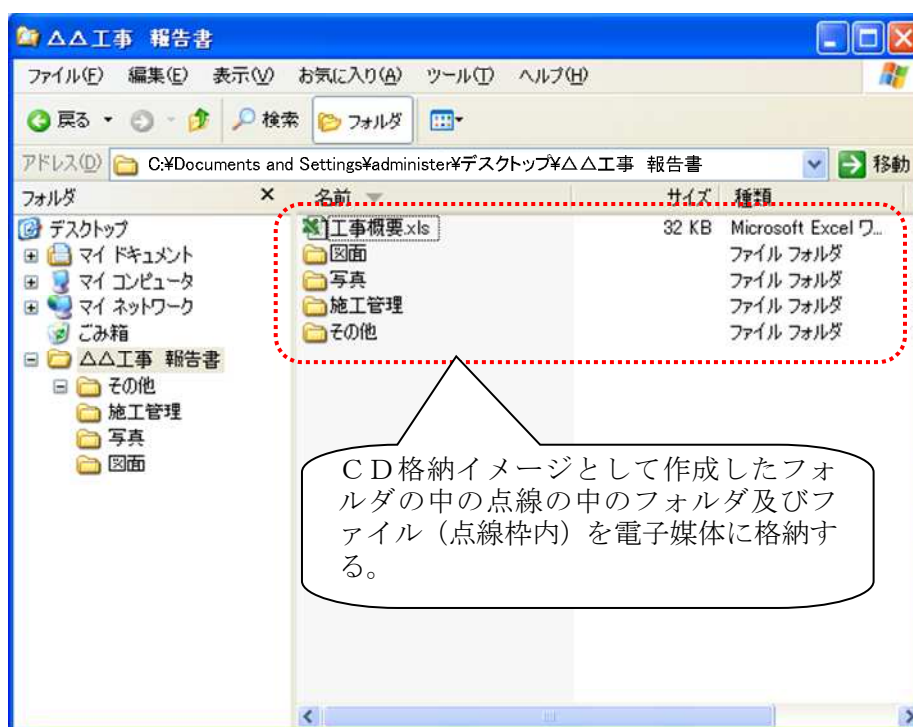 △△工事 報告書
ファイル(F) 編集(E) 表示(V) お気に入り(A) ツール(T) ヘルプ(H)
戻る 検索 フォルダ
アドレス(D) C:¥Documents and Settings¥administer¥デスクトップ¥△△工事 報告書 移動
フォルダ × 名前 サイズ 種類
デスクトップ
マイ ドキュメント
マイ コンピュータ
マイ ネットワーク
ごみ箱
△△工事 報告書
その他
施工管理
写真
図面
工事概要.xls 32 KB Microsoft Excel ワ...
図面 ファイル フォルダ
写真 ファイル フォルダ
施工管理 ファイル フォルダ
その他 ファイル フォルダ
ＣＤ格納イメージとして作成したフォ
ルダの中の点線の中のフォルダ及びフ
ァイル（点線枠内）を電子媒体に格納す
る。